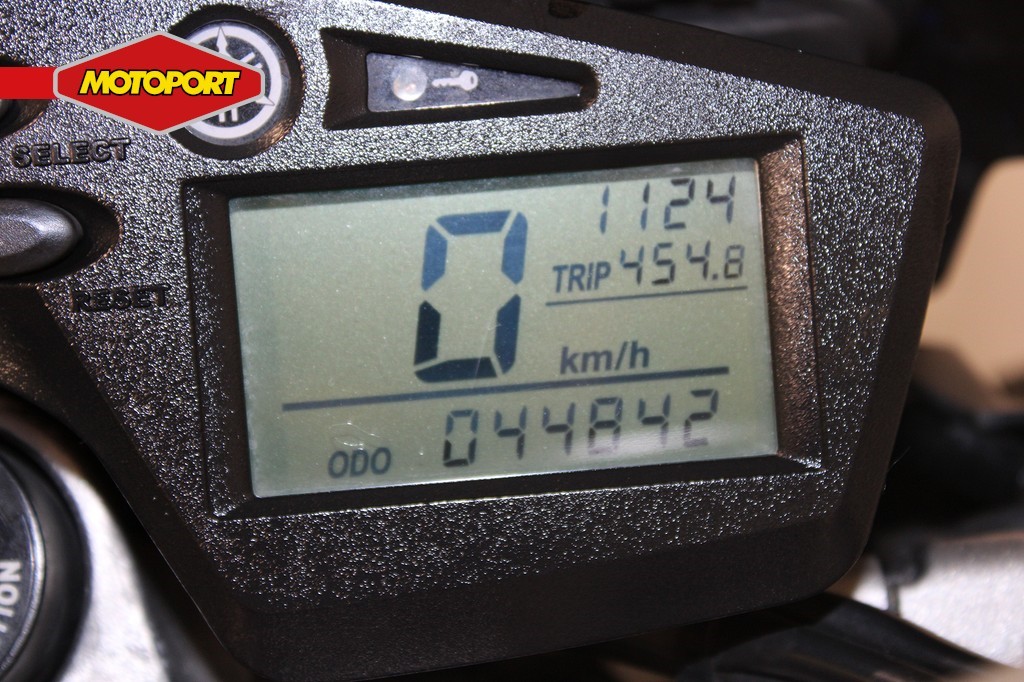 MOTOPORT
SELECT
RESET
0
1124
TRIP 454.8
km/h
ODO 044842